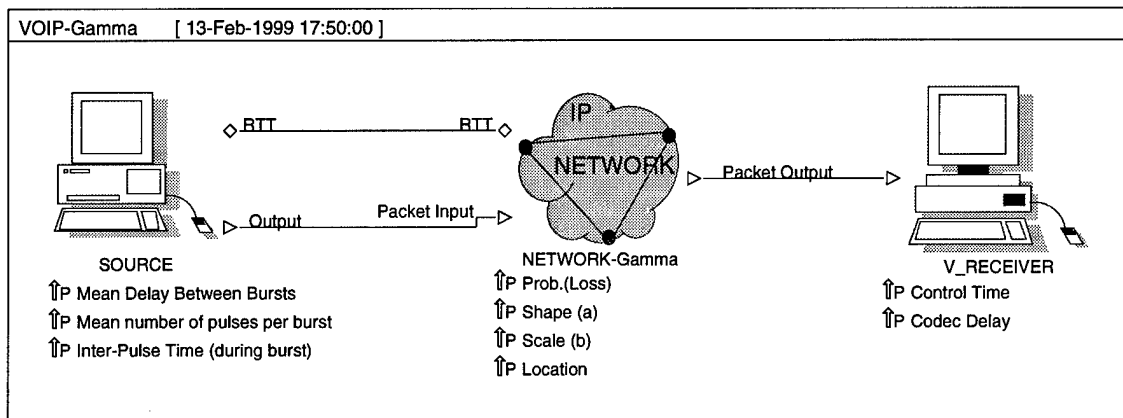 VOIP-Gamma [ 13-Feb-1999 17:50:00 ]
RTT RTT
IP
NETWORK
Packet Output
Output Packet Input
SOURCE
⇑P Mean Delay Between Bursts
⇑P Mean number of pulses per burst
⇑P Inter-Pulse Time (during burst)
NETWORK-Gamma
⇑P Prob.(Loss)
⇑P Shape (a)
⇑P Scale (b)
⇑P Location
V_RECEIVER
⇑P Control Time
⇑P Codec Delay